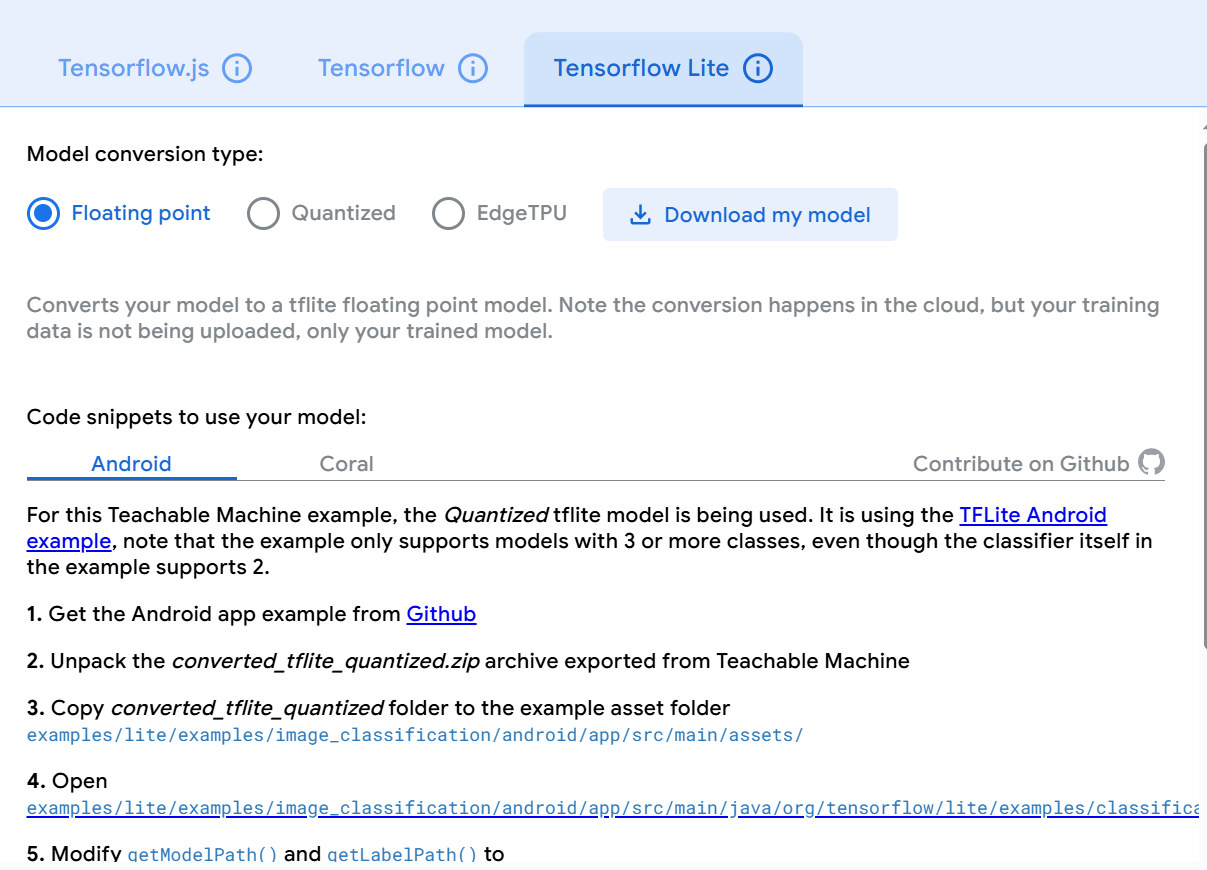 Tensorflow.js Tensorflow Tensorflow Lite
Model conversion type:
Floating point Quantized EdgeTPU Download my model
Converts your model to a tflite floating point model. Note the conversion happens in the cloud, but your training
data is not being uploaded, only your trained model.
Code snippets to use your model:
Android Coral Contribute on Github
For this Teachable Machine example, the Quantized tflite model is being used. It is using the TFLite Android
example, note that the example only supports models with 3 or more classes, even though the classifier itself in
the example supports 2.
1. Get the Android app example from Github
2. Unpack the converted_tflite_quantized.zip archive exported from Teachable Machine
3. Copy converted_tflite_quantized folder to the example asset folder
examples/lite/examples/image_classification/android/app/src/main/assets/
4. Open
examples/lite/examples/image_classification/android/app/src/main/java/org/tensorflow/lite/examples/classifica
5. Modify getModelPath() and getLabelPath() to